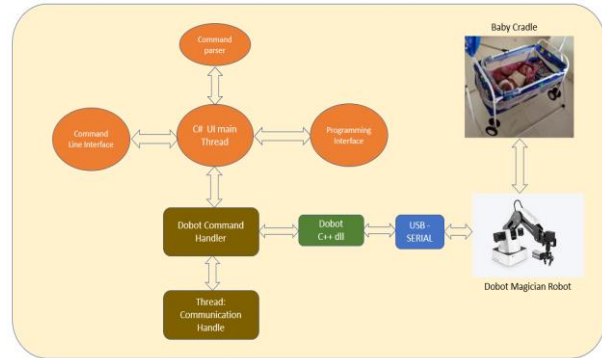 Baby Cradle
Command
parser
Command
Line Interface
C# UI main
Thread
Programming
Interface
Dobot Command
Handler
Dobot
C++ dll
USB -
SERIAL
Dobot Magician Robot
Thread:
Communication
Handle